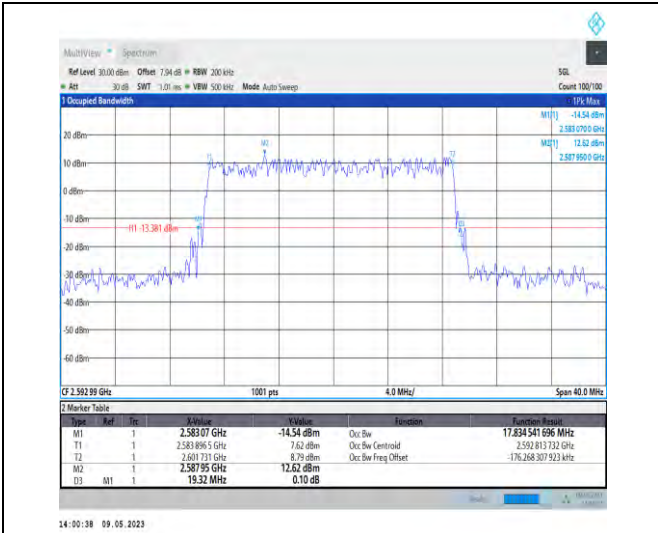 MultiView Spectrum
Ref Level 30.00 dBm Offset 7.94 dB RBW 200 kHz SGL
Att 30 dB SWT 1.01 ms VBW 500 kHz Mode Auto Sweep Count 100/100
1 Occupied Bandwidth 1Pk Max
M1[1] -14.54 dBm
2.583 070 0 GHz
M2[1] 12.62 dBm
2.587 950 0 GHz
20 dBm
M2
T1 T2
10 dBm
0 dBm
-10 dBm
H1 -13.381 dBm
-30 dBm
-40 dBm
-50 dBm
-60 dBm
CF 2.592 99 GHz 1001 pts 4.0 MHz/ Span 40.0 MHz
2 Marker Table
Type Ref Trc X-Value Y-Value Function Function Result
M1 1 2.583 07 GHz -14.54 dBm Occ Bw 17.834 541 696 MHz
T1 1 2.583 896 5 GHz 7.62 dBm Occ Bw Centroid 2.592 813 732 GHz
T2 1 2.601 731 GHz 8.79 dBm Occ Bw Freq Offset -176.268 307 923 kHz
M2 1 2.587 95 GHz 12.62 dBm
D3 M1 1 19.32 MHz 0.10 dB
14:00:38 09.05.2023